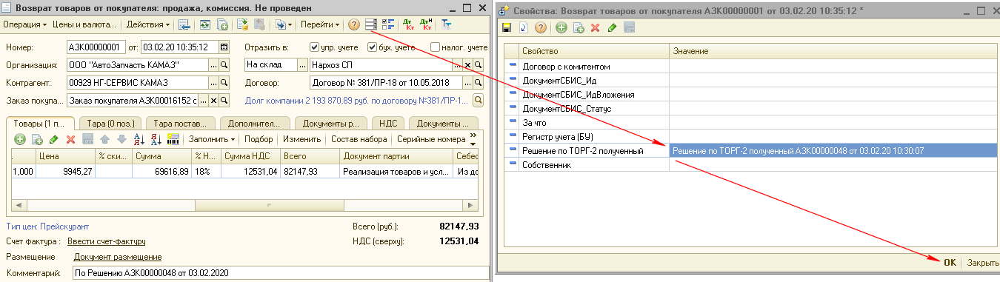 Возврат товаров от покупателя: продажа, комиссия. Не проведен
Операция Цены и валюта... Действия Перейти
Номер: АЗК00000001 от: 03.02.20 10:35:12 Отразить в: упр. учете бух. учете налог. учете
Организация: ООО "АвтоЗапчасть КАМАЗ" ... На склад ... Нархоз СП ...
Контрагент: 00929 НГ-СЕРВИС КАМАЗ ... Договор: Договор № 381/ПР-18 от 10.05.2018 ...
Заказ покупа... Заказ покупателя АЗК00016152 с ... Долг компании 2 193 870,89 руб. по договору №381/ПР-1...
Товары (1 п... Тара (0 поз.) Тара постав... Дополнител... Документы р... НДС Документы ...
Заполнить Подбор Изменить Состав набора Серийные номера
. Цена % ски... Сумма % Н... Сумма НДС Всего Документ партии Себес
1,000 9945,27 69616,89 18% 12531,04 82147,93 Реализация товаров и усл... Из до
Тип цен: Прейскурант Всего (руб.): 82147,93
Счет фактура : Ввести счет-фактуру НДС (сверху): 12531,04
Размещение Документ размещение
Комментарий: По Решению АЗК00000048 от 03.02.2020
Свойства: Возврат товаров от покупателя АЗК00000001 от 03.02.20 10:35:12 *
Свойство Значение
Договор с комитентом
ДокументСБИС_Ид
ДокументСБИС_ИдВложения
ДокументСБИС_Статус
За что
Регистр учета (БУ)
Решение по ТОРГ-2 полученный Решение по ТОРГ-2 полученный АЗК00000048 от 03.02.20 10:30:07
Собственник
OK Закрыть